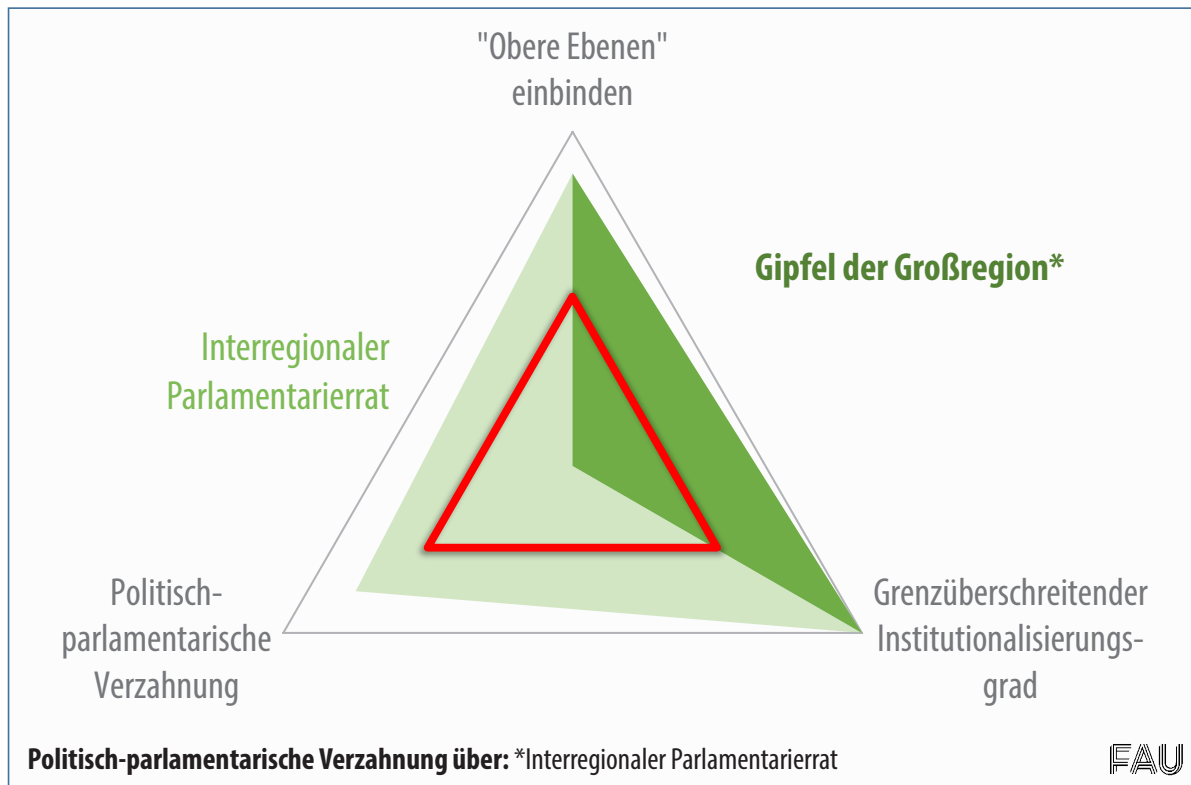 "Obere Ebenen"
einbinden
Gipfel der Großregion*
Interregionaler
Parlamentarierrat
Politisch-
parlamentarische
Verzahnung
Grenzüberschreitender
Institutionalisierungs-
grad
Politisch-parlamentarische Verzahnung über: *Interregionaler Parlamentarierrat
FAU